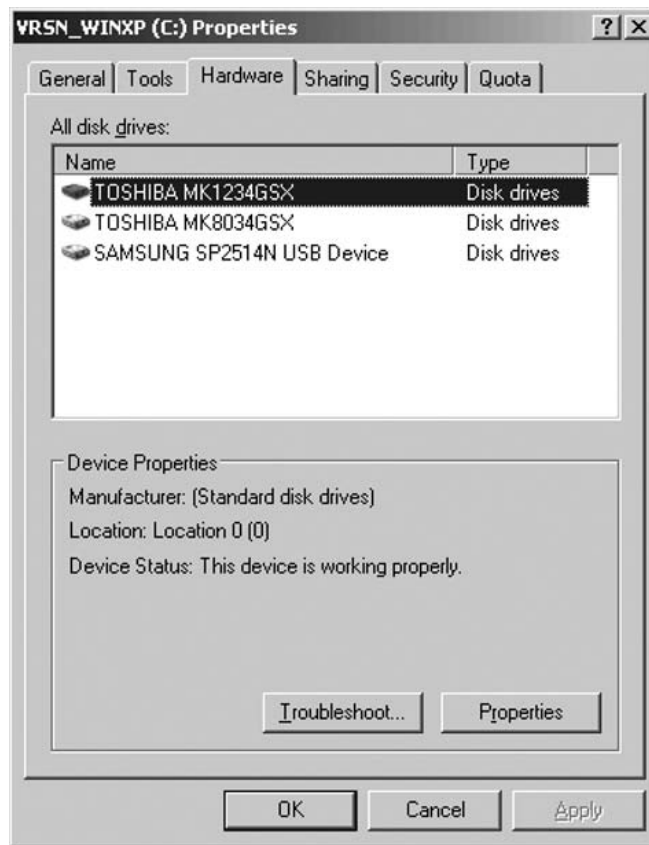 VRSN_WINXP (C:) Properties ? X
General Tools Hardware Sharing Security Quota
All disk drives:
Name Type
TOSHIBA MK1234GSX Disk drives
TOSHIBA MK8034GSX Disk drives
SAMSUNG SP2514N USB Device Disk drives
Device Properties
Manufacturer: (Standard disk drives)
Location: Location 0 (0)
Device Status: This device is working properly.
Troubleshoot... Properties
OK Cancel Apply